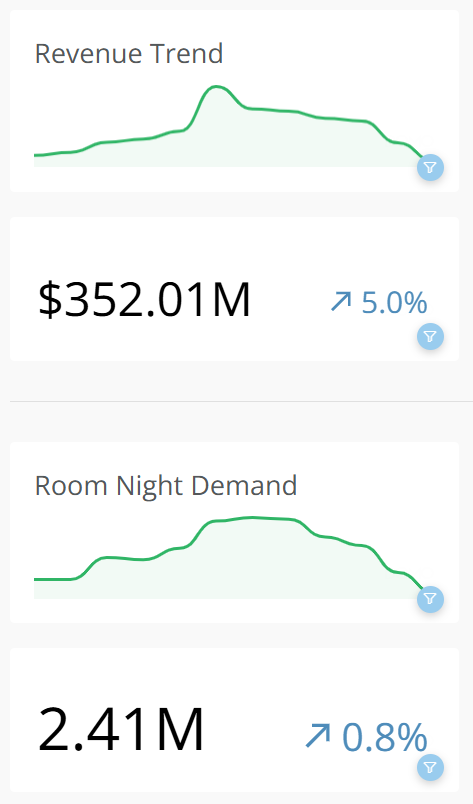 Revenue Trend
$352.01M ↗ 5.0%
Room Night Demand
2.41M ↗ 0.8%